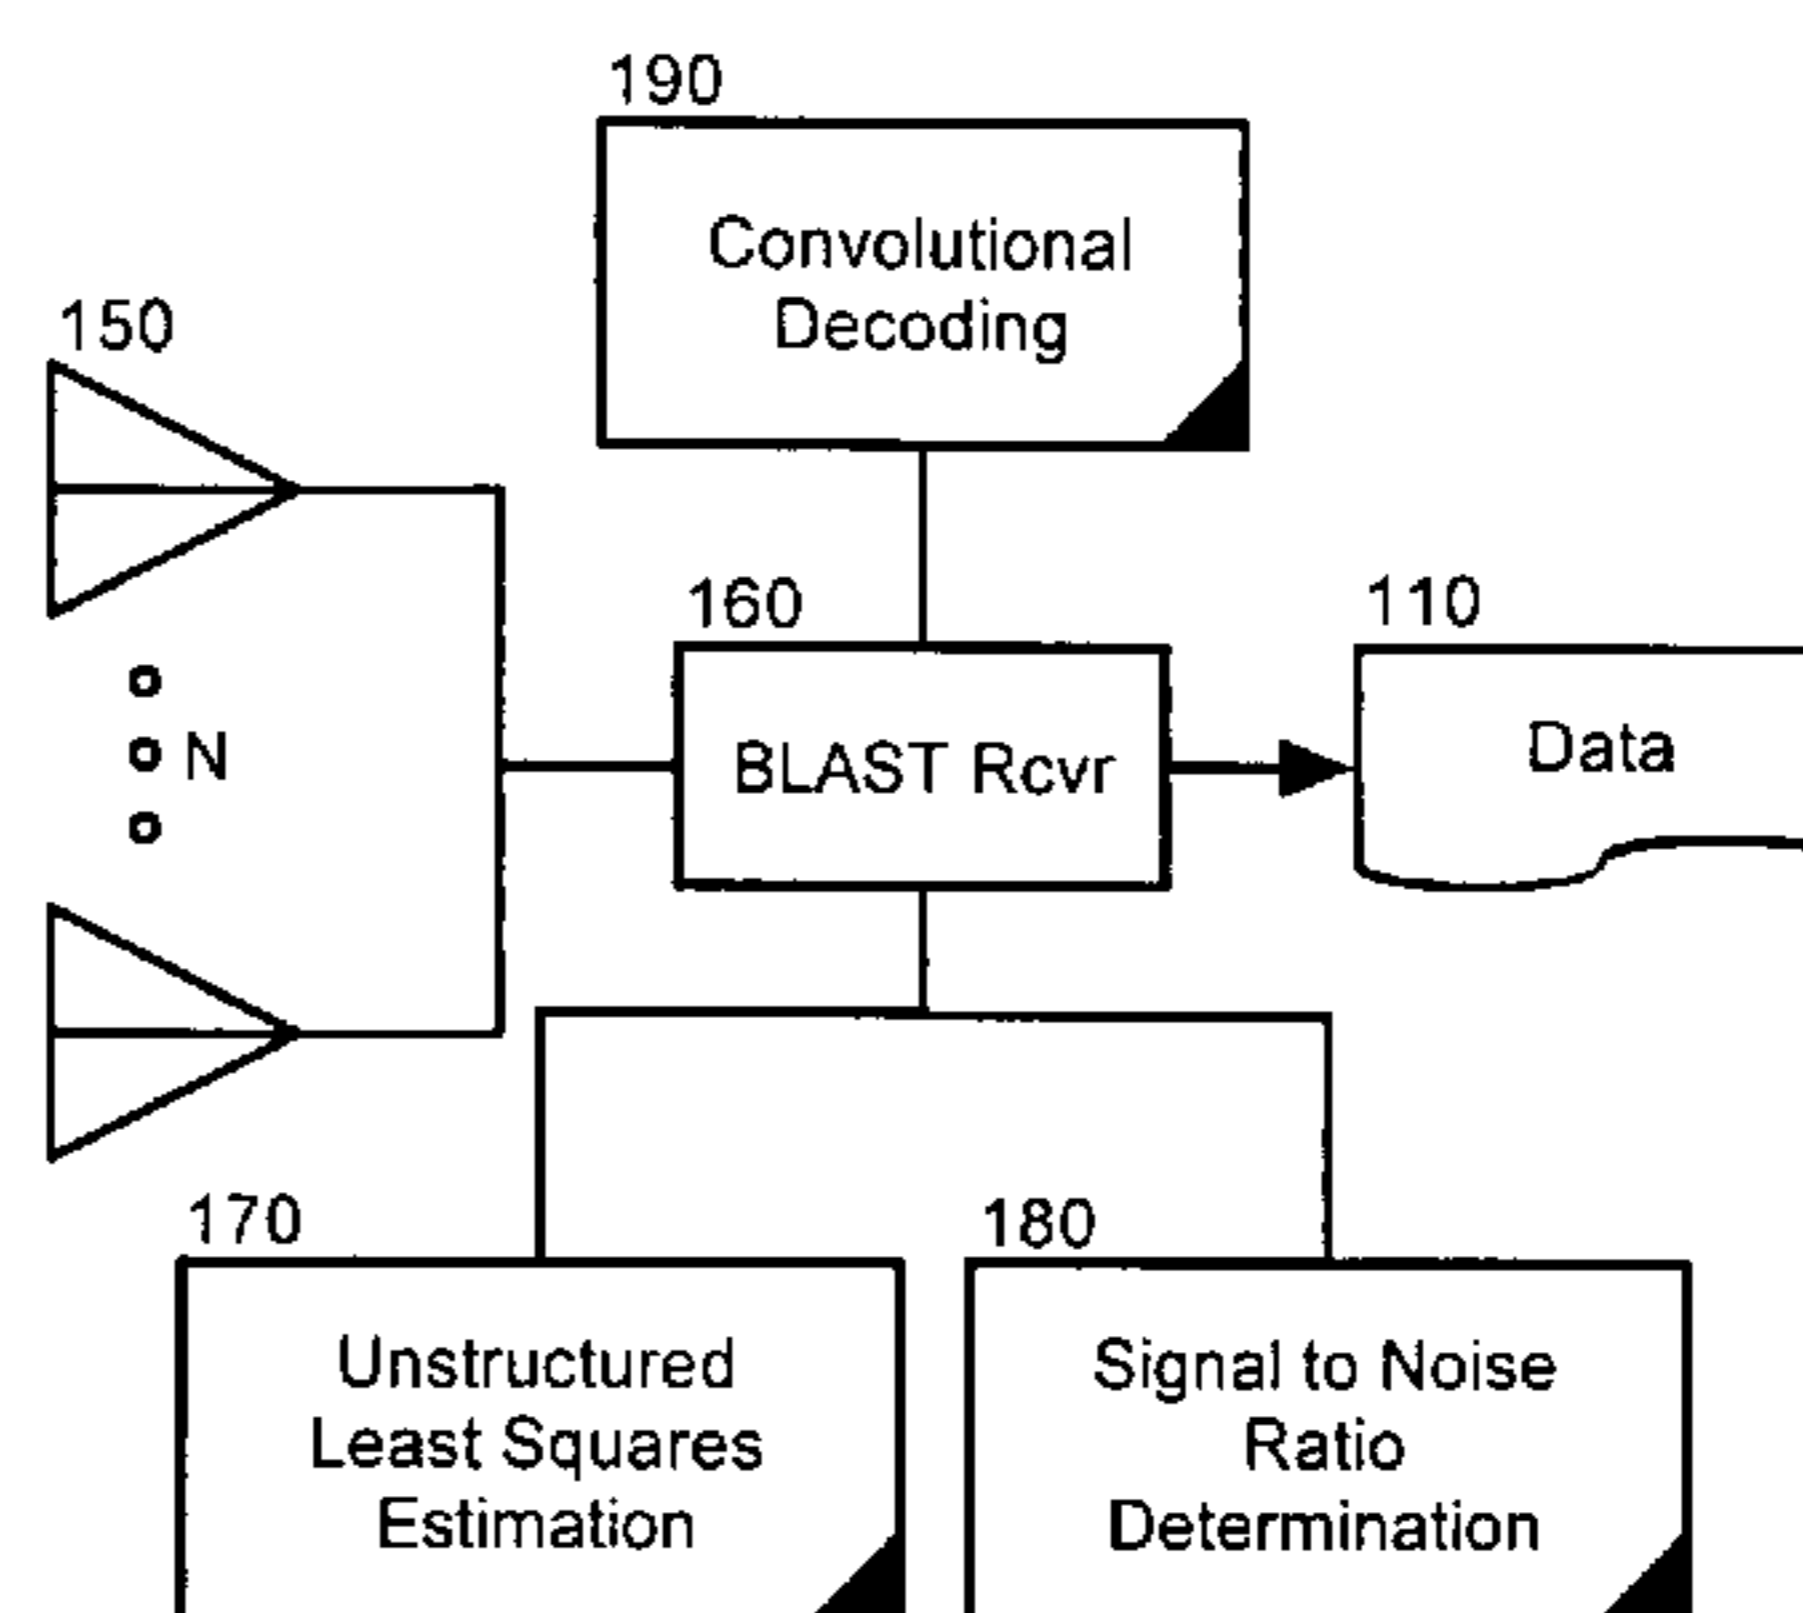 190
Convolutional
Decoding
150
160
110
N
BLAST Rcvr
Data
170
180
Unstructured
Least Squares
Estimation
Signal to Noise
Ratio
Determination